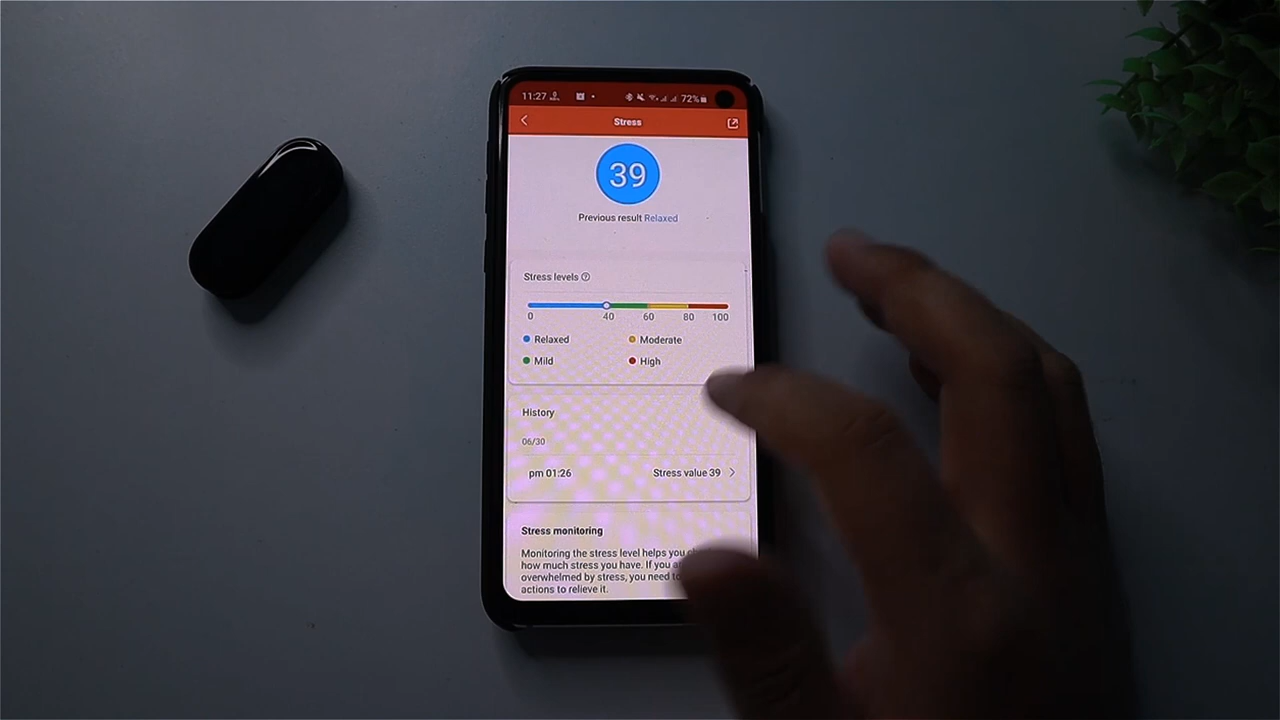 11:27 72%
Stress
39
Previous result Relaxed
Stress levels
0 40 60 80 100
Relaxed Moderate
Mild High
History
06/30
pm 01:26 Stress value 39
Stress monitoring
Monitoring the stress level helps you
how much stress you have. If you
overwhelmed by stress, you need to
actions to relieve it.